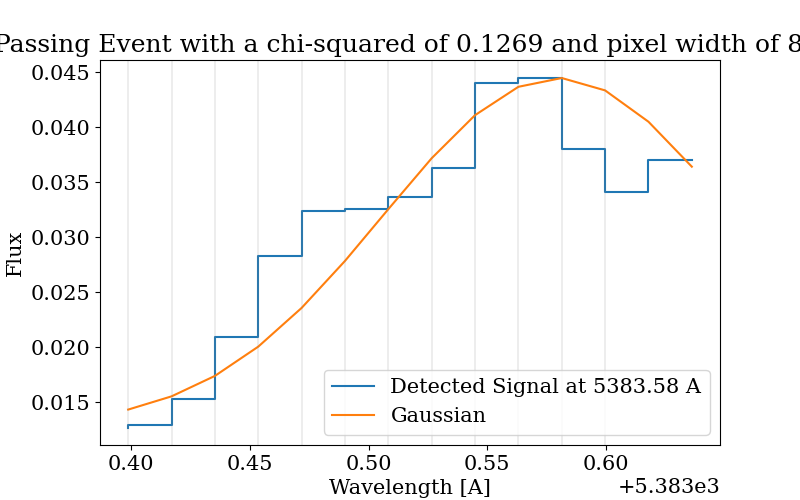 Passing Event with a chi-squared of 0.1269 and pixel width of 8
0.045
0.040
0.035
0.030
0.025
0.020
0.015
Flux
Detected Signal at 5383.58 A
Gaussian
0.40 0.45 0.50 0.55 0.60
Wavelength [A]
+5.383e3